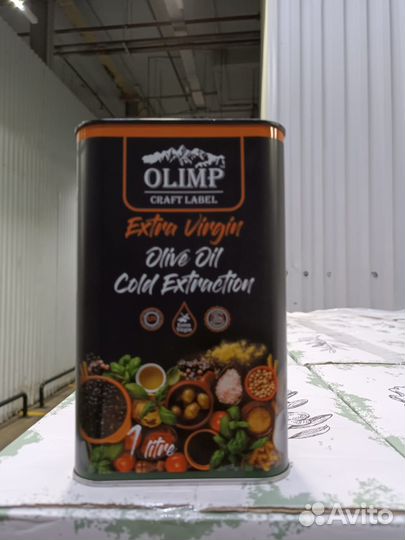 OLIMP
CRAFT LABEL
Extra Virgin
Olive Oil
Cold Extraction
1 litre
Avito